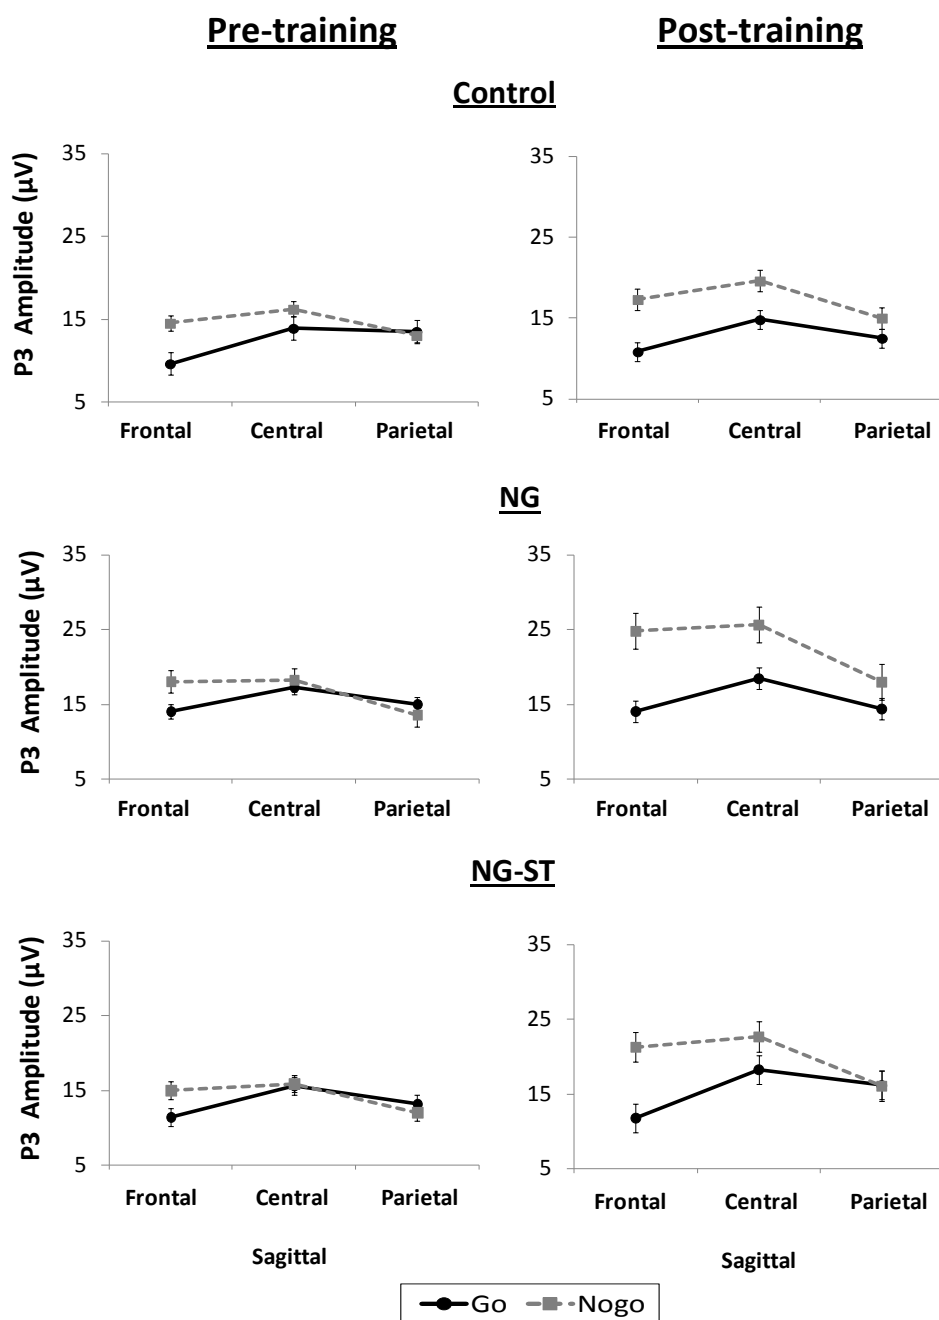 Pre-training Post-training
Control
P3 Amplitude (µV)
35
25
15
5
Frontal Central Parietal
35
25
15
5
Frontal Central Parietal
NG
P3 Amplitude (µV)
35
25
15
5
Frontal Central Parietal
35
25
15
5
Frontal Central Parietal
NG-ST
P3 Amplitude (µV)
35
25
15
5
Frontal Central Parietal
Sagittal
35
25
15
5
Frontal Central Parietal
Sagittal
Go Nogo